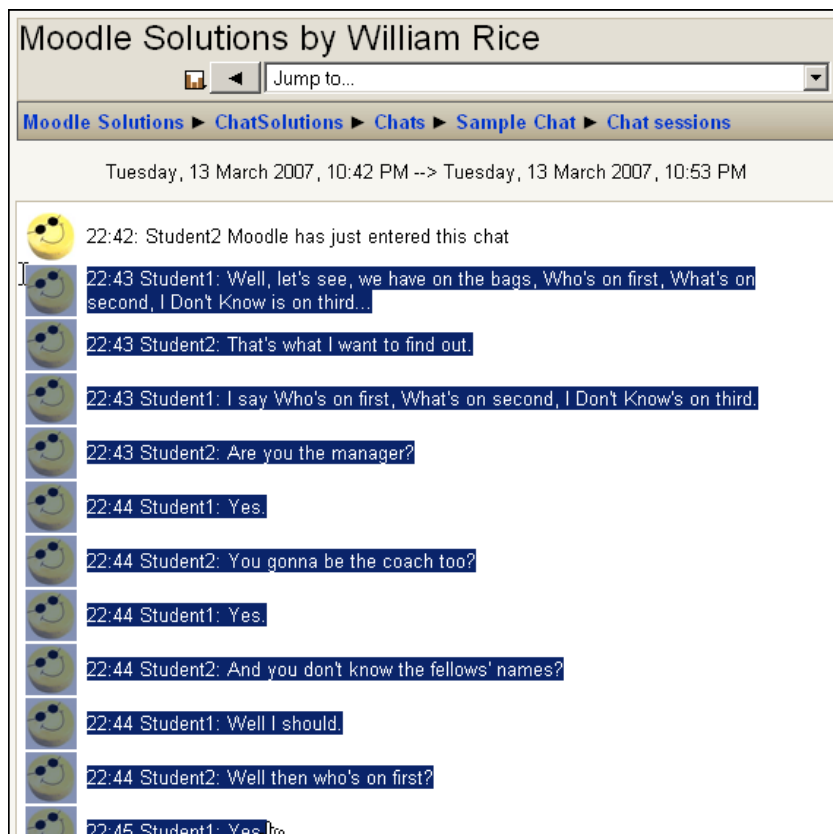 Moodle Solutions by William Rice
Jump to...
Moodle Solutions ► ChatSolutions ► Chats ► Sample Chat ► Chat sessions
Tuesday, 13 March 2007, 10:42 PM --> Tuesday, 13 March 2007, 10:53 PM
22:42: Student2 Moodle has just entered this chat
22:43 Student1: Well, let's see, we have on the bags, Who's on first, What's on
second, I Don't Know is on third...
22:43 Student2: That's what I want to find out.
22:43 Student1: I say Who's on first, What's on second, I Don't Know's on third.
22:43 Student2: Are you the manager?
22:44 Student1: Yes.
22:44 Student2: You gonna be the coach too?
22:44 Student1: Yes.
22:44 Student2: And you don't know the fellows' names?
22:44 Student1: Well I should.
22:44 Student2: Well then who's on first?
22:45 Student1: Yes.